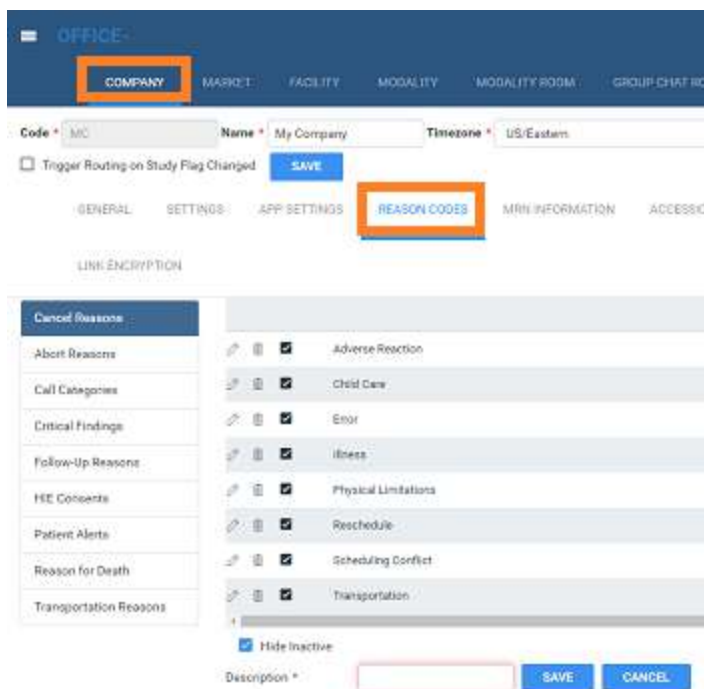 OFFICE-
COMPANY MARKET FACILITY MODALITY MODALITY ROOM GROUP CHAT RO
Code * MC Name * My Company Timezone * US/Eastern
Trigger Routing on Study Flag Changed SAVE
GENERAL SETTINGS APP SETTINGS REASON CODES MRN INFORMATION ACCESSIO
LINK ENCRYPTION
Cancel Reasons
Abort Reasons Adverse Reaction
Call Categories Child Care
Critical Findings Error
Follow-Up Reasons illness
HIE Consents Physical Limitations
Patient Alerts Reschedule
Reason for Death Scheduling Conflict
Transportation Reasons Transportation
Hide Inactive
Description * SAVE CANCEL